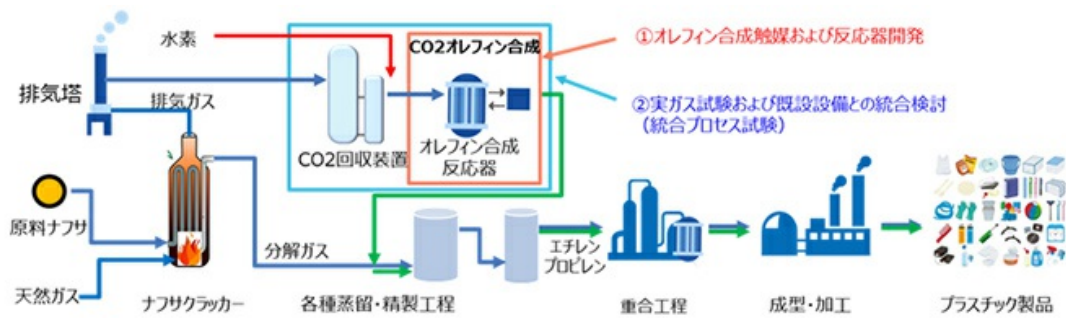 水素
CO2オレフィン合成
①オレフィン合成触媒および反応器開発
排気塔
排気ガス
②実ガス試験および既設設備との統合検討
(統合プロセス試験)
CO2回収装置
オレフィン合成
反応器
原料ナフサ
分解ガス
エチレン
プロピレン
天然ガス
ナフサクラッカー
各種蒸留・精製工程
重合工程
成型・加工
プラスチック製品